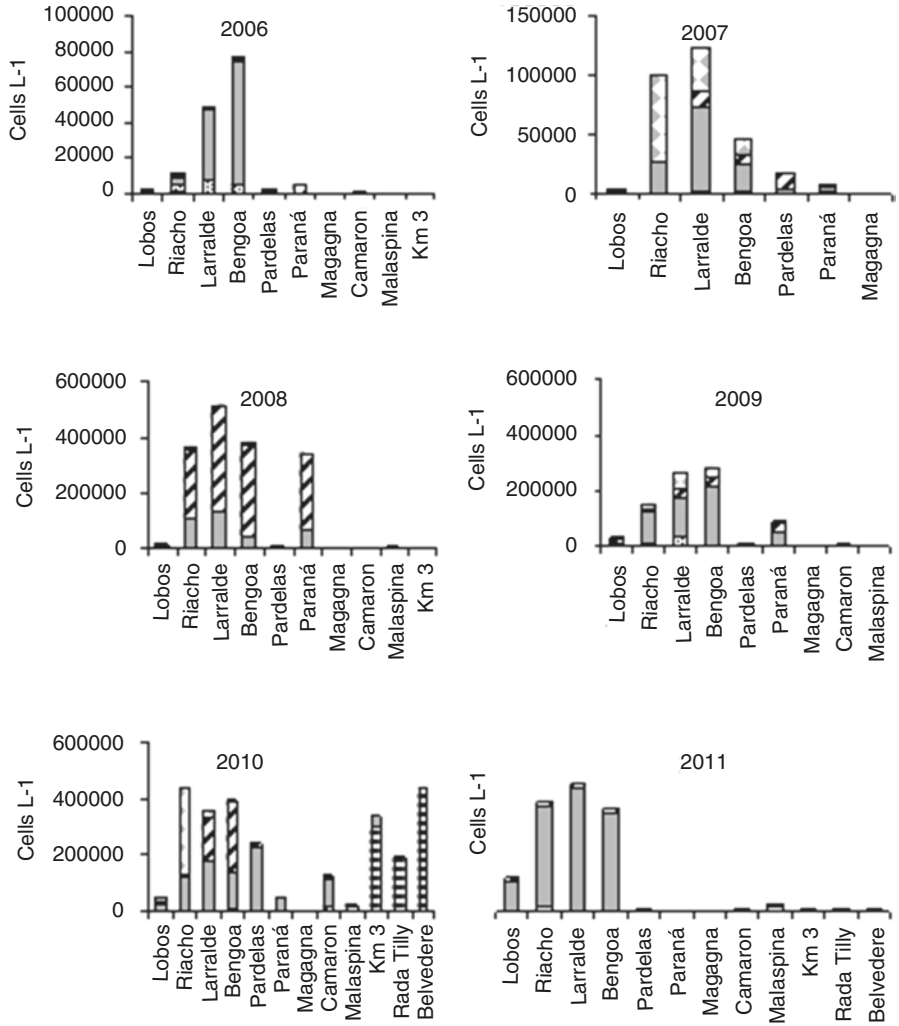 2006
Cells L-1
100000
80000
60000
40000
20000
0
Lobos
Riacho
Larralde
Bengoa
Pardelas
Paraná
Magagna
Camaron
Malaspina
Km 3
2007
Cells L-1
150000
100000
50000
0
Lobos
Riacho
Larralde
Bengoa
Pardelas
Paraná
Magagna
2008
Cells L-1
600000
400000
200000
0
Lobos
Riacho
Larralde
Bengoa
Pardelas
Paraná
Magagna
Camaron
Malaspina
Km 3
2009
Cells L-1
600000
400000
200000
0
Lobos
Riacho
Larralde
Bengoa
Pardelas
Paraná
Magagna
Camaron
Malaspina
2010
Cells L-1
600000
400000
200000
0
Lobos
Riacho
Larralde
Bengoa
Pardelas
Paraná
Magagna
Camaron
Malaspina
Km 3
Rada Tilly
Belvedere
2011
Cells L-1
Lobos
Riacho
Larralde
Bengoa
Pardelas
Paraná
Magagna
Camaron
Malaspina
Km 3
Rada Tilly
Belvedere